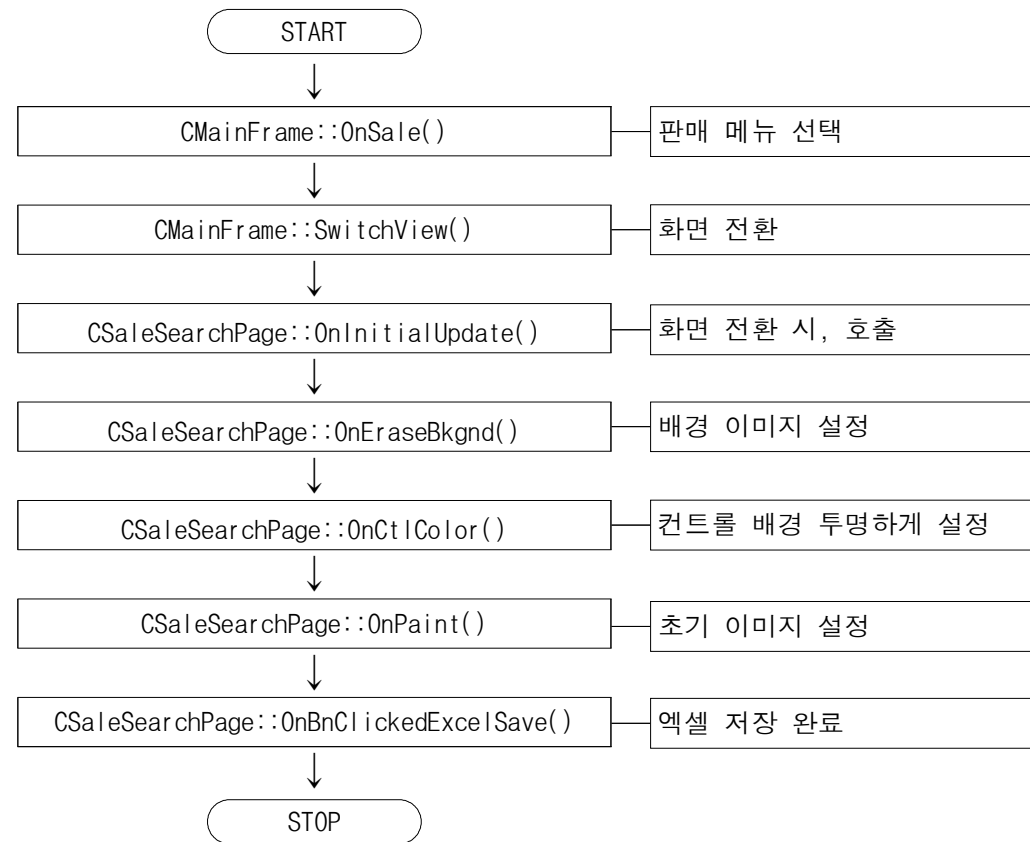 START
CMainFrame::OnSale()
판매 메뉴 선택
CMainFrame::SwitchView()
화면 전환
CSaleSearchPage::OnInitialUpdate()
화면 전환 시, 호출
CSaleSearchPage::OnEraseBkgnd()
배경 이미지 설정
CSaleSearchPage::OnCtlColor()
컨트롤 배경 투명하게 설정
CSaleSearchPage::OnPaint()
초기 이미지 설정
CSaleSearchPage::OnBnClickedExcelSave()
엑셀 저장 완료
STOP